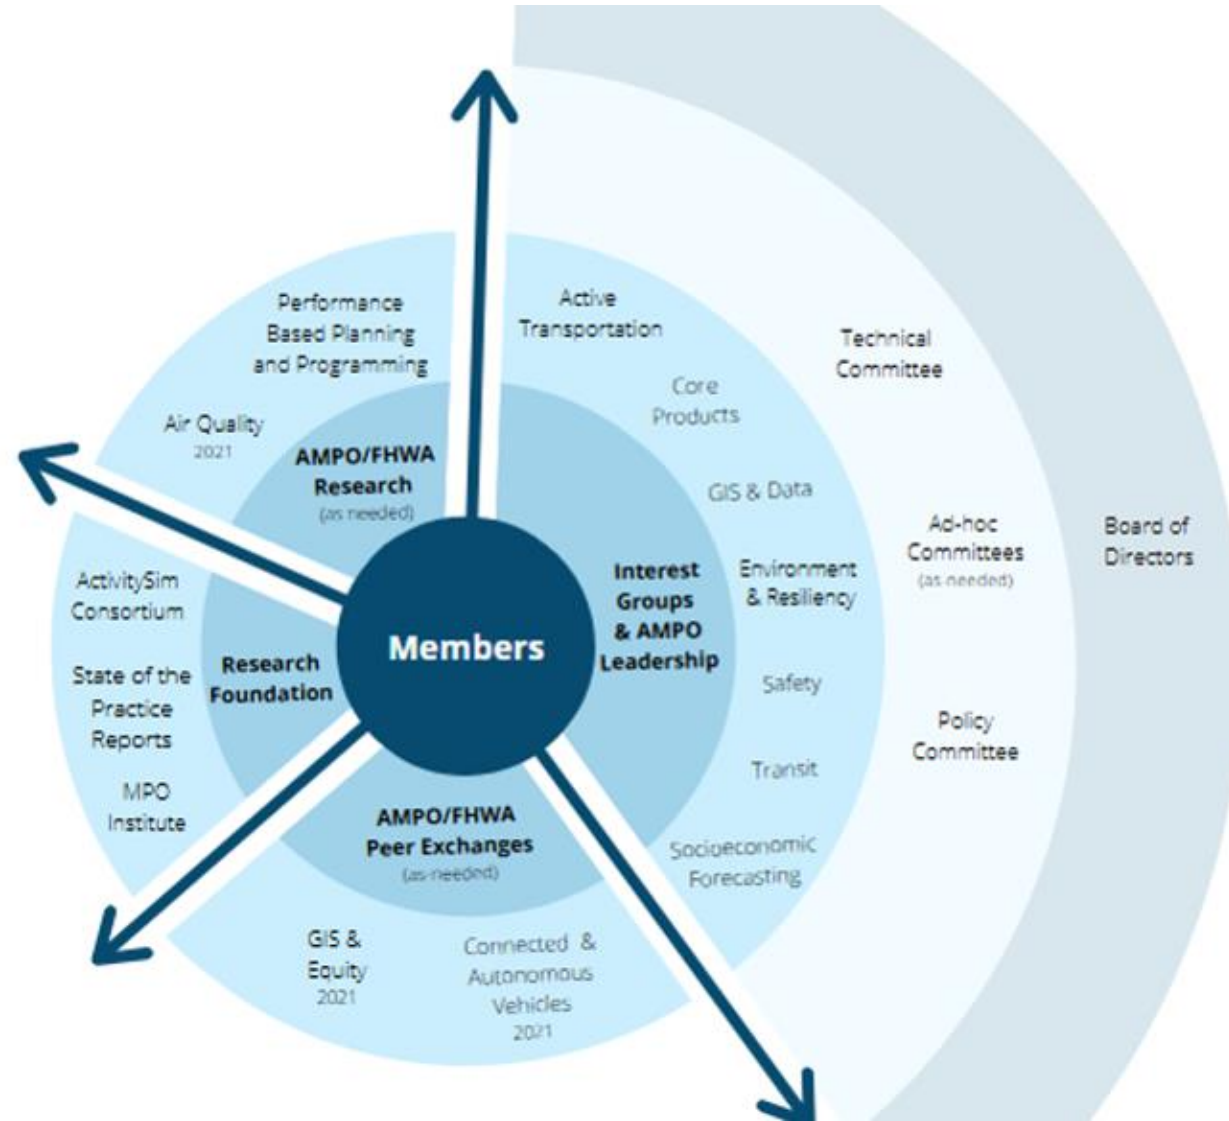 Performance
Based Planning
and Programming
Air Quality
2021
AMPO/FHWA
Research
(as needed)
Active
Transportation
Core
Products
GIS & Data
Environment
& Resiliency
Safety
Transit
Socioeconomic
Forecasting
Interest
Groups
& AMPO
Leadership
Technical
Committee
Ad-hoc
Committees
(as needed)
Policy
Committee
Board of
Directors
Members
ActivitySim
Consortium
State of the
Practice
Reports
MPO
Institute
Research
Foundation
AMPO/FHWA
Peer Exchanges
(as needed)
GIS &
Equity
2021
Connected &
Autonomous
Vehicles
2021